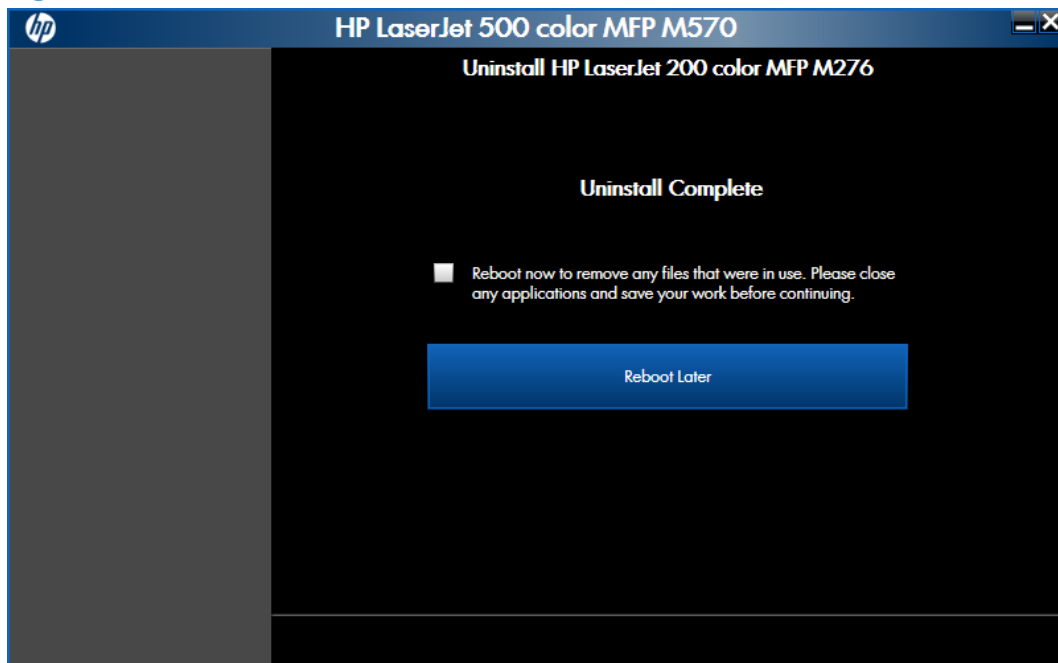 hp
HP LaserJet 500 color MFP M570
Uninstall HP LaserJet 200 color MFP M276
Uninstall Complete
Reboot now to remove any files that were in use. Please close
any applications and save your work before continuing.
Reboot Later